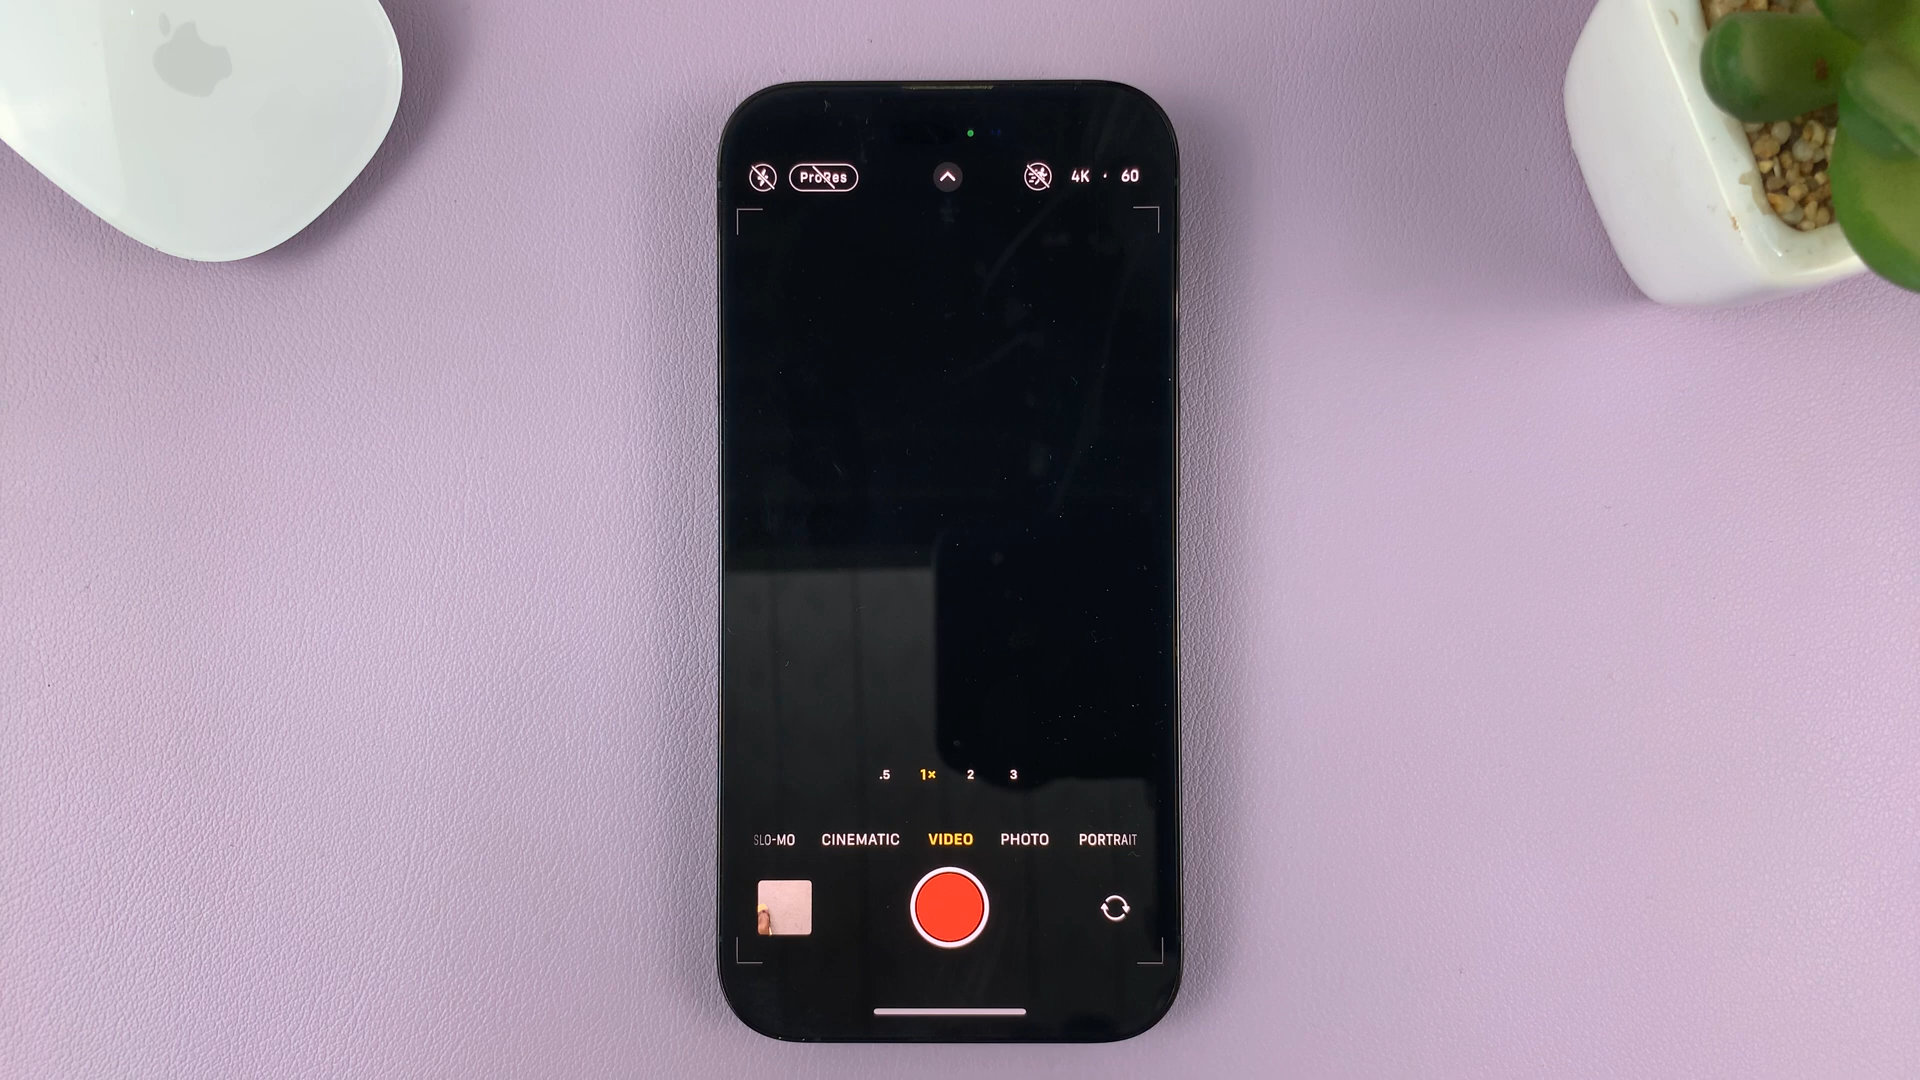 ProRes
4K · 60
.5 1× 2 3
SLO-MO CINEMATIC VIDEO PHOTO PORTRAIT